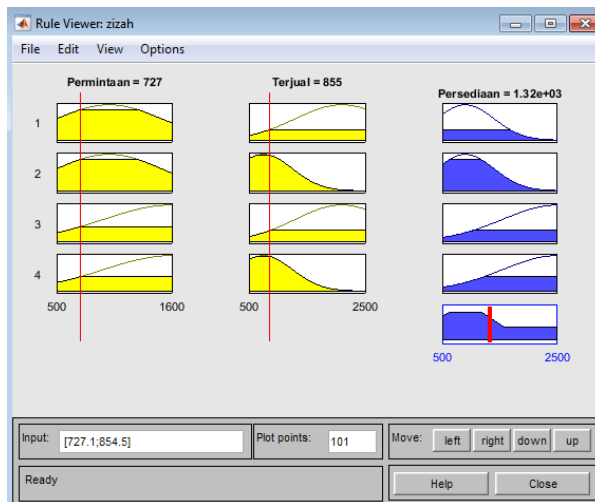 Rule Viewer: zizah
File Edit View Options
Permintaan = 727
Terjual = 855
Persediaan = 1.32e+03
1
2
3
4
500 1600
500 2500
500 2500
Input: [727.1;854.5]
Plot points: 101
Move: left right down up
Ready
Help Close